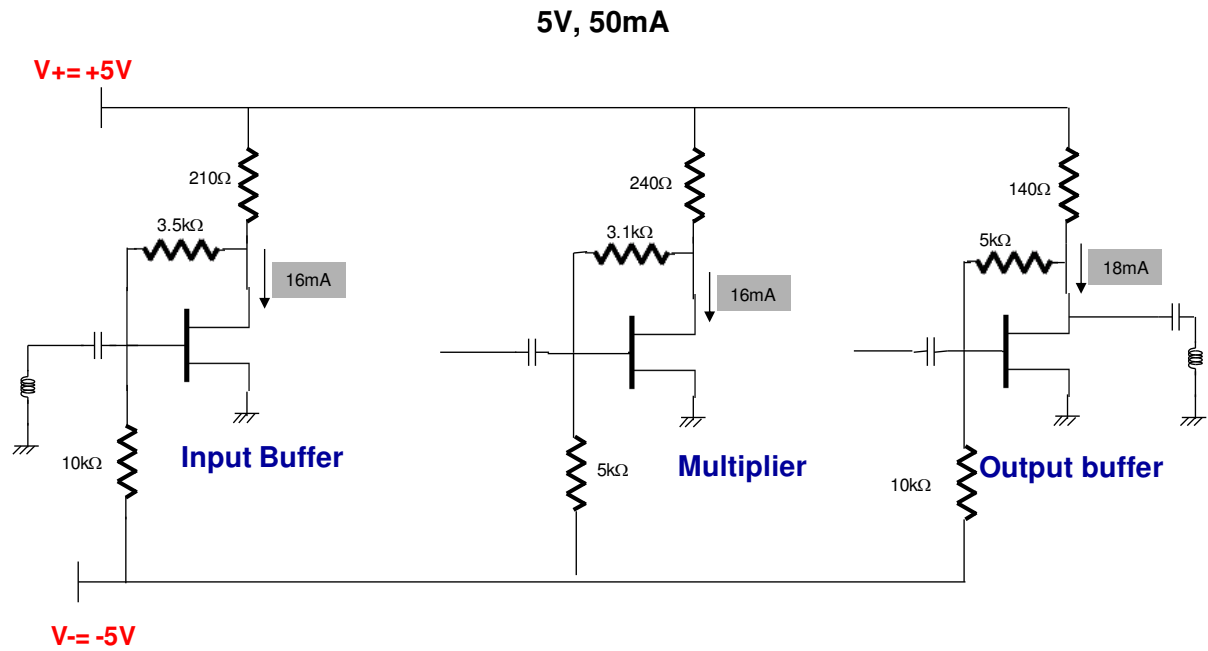 5V, 50mA
V+= +5V
210Ω
240Ω
140Ω
3.5kΩ
3.1kΩ
5kΩ
16mA
16mA
18mA
10kΩ
Input Buffer
5kΩ
Multiplier
10kΩ
Output buffer
V-= -5V